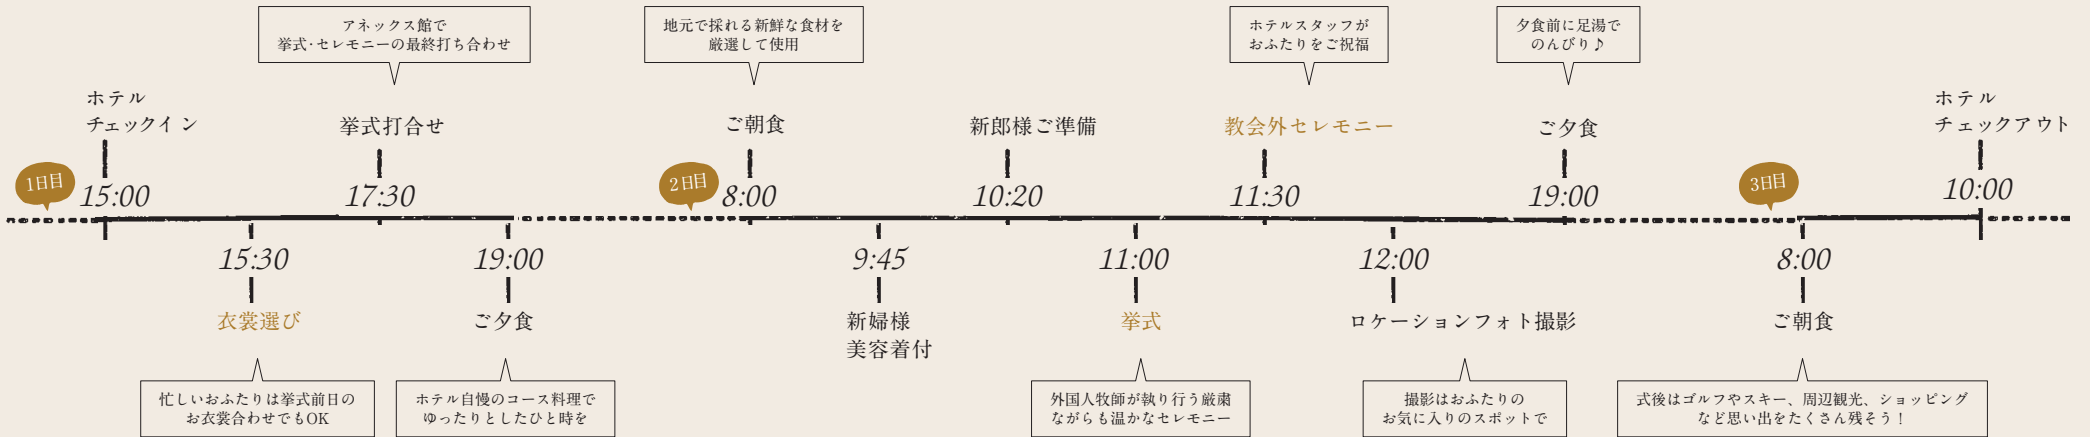 1日目
15:00
ホテル
チェックイン
15:30
衣裳選び
忙しいおふたりは挙式前日の
お衣裳合わせでもOK
17:30
挙式打合せ
アネックス館で
挙式・セレモニーの最終打ち合わせ
19:00
ご夕食
ホテル自慢のコース料理で
ゆったりとしたひと時を
2日目
8:00
ご朝食
地元で採れる新鮮な食材を
厳選して使用
9:45
新婦様
美容着付
10:20
新郎様ご準備
11:00
挙式
外国人牧師が執り行う厳粛
ながらも温かなセレモニー
11:30
教会外セレモニー
ホテルスタッフが
おふたりをご祝福
12:00
ロケーションフォト撮影
撮影はおふたりの
お気に入りのスポットで
19:00
ご夕食
夕食前に足湯で
のんびり♪
3日目
8:00
ご朝食
式後はゴルフやスキー、周辺観光、ショッピング
など思い出をたくさん残そう！
10:00
ホテル
チェックアウト